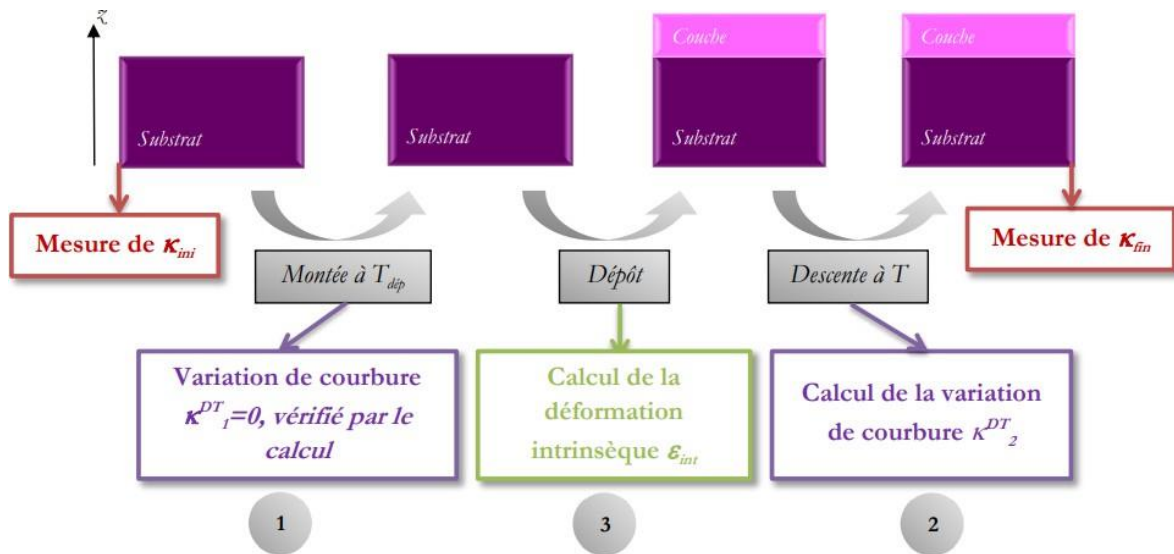 z
Couche
Couche
Substrat
Substrat
Substrat
Substrat
Mesure de κini
Mesure de κfin
Montée à Tdép
Dépôt
Descente à T
Variation de courbure
κDT1=0, vérifié par le
calcul
Calcul de la
déformation
intrinsèque εint
Calcul de la variation
de courbure κDT2
1
3
2